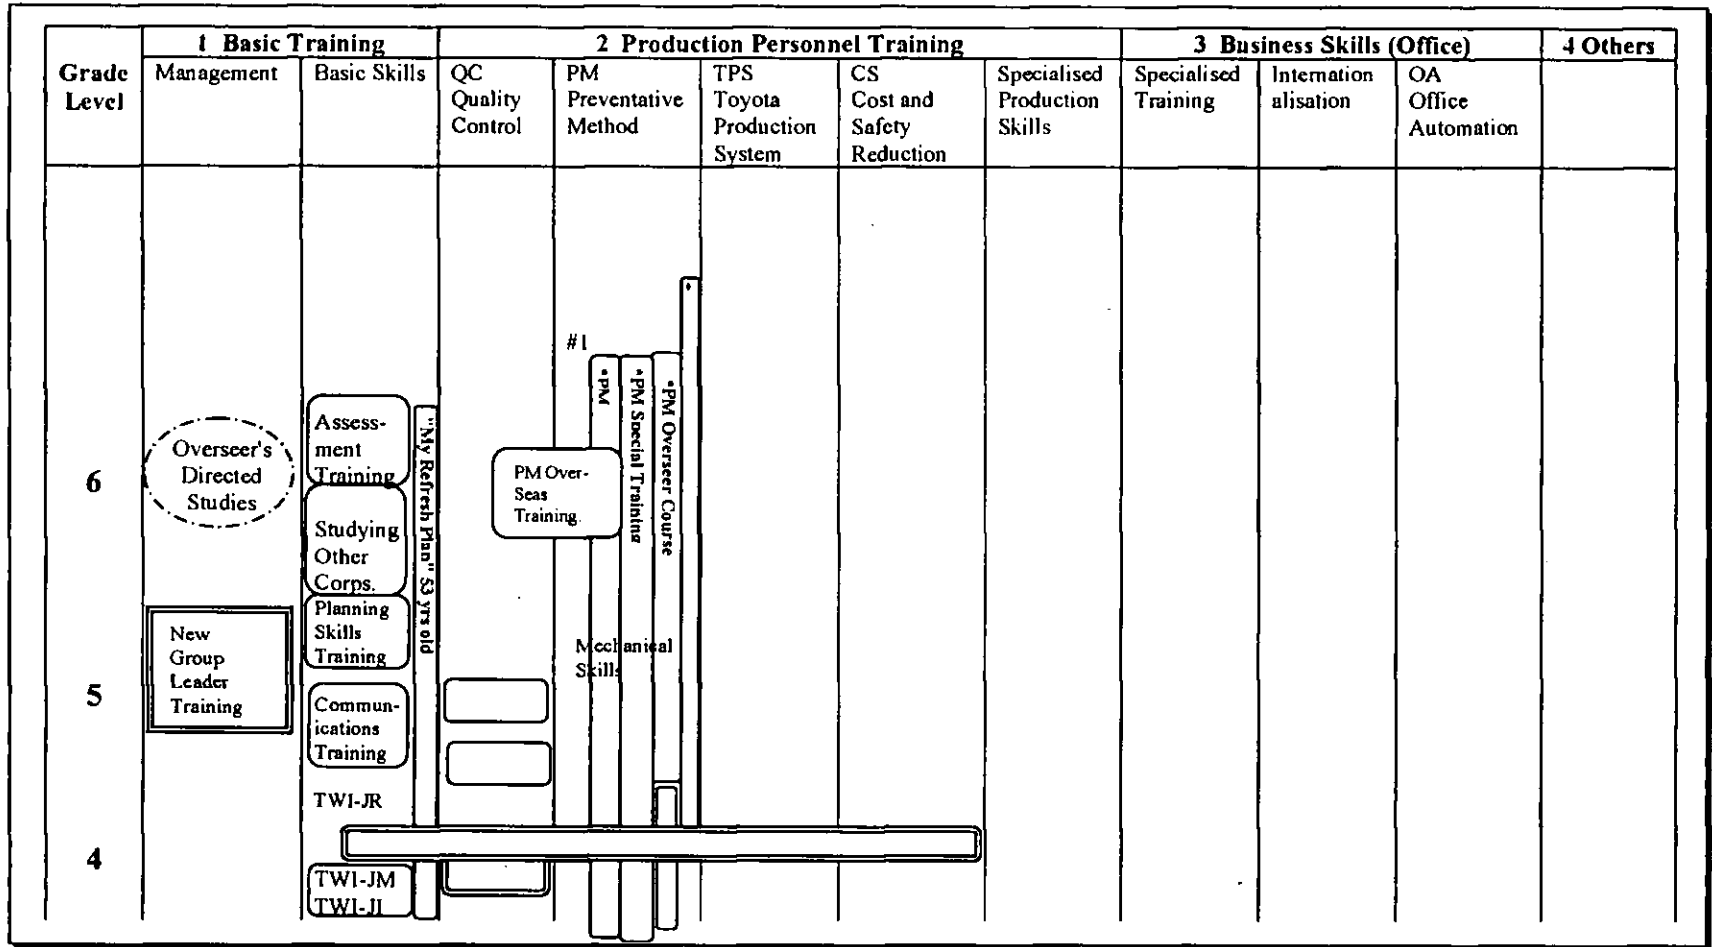 1 Basic Training
2 Production Personnel Training
3 Business Skills (Office)
4 Others
Grade
Level
Management
Basic Skills
QC
Quality
Control
PM
Preventative
Method
TPS
Toyota
Production
System
CS
Cost and
Safety
Reduction
Specialised
Production
Skills
Specialised
Training
Internation
alisation
OA
Office
Automation
6
Overseer's
Directed
Studies
Assess-
ment
Training
Studying
Other
Corps.
"My Refresh Plan" 53 yrs old
#1
*PM
*PM Special Training
*PM Overseer Course
PM Over-
Seas
Training.
5
New
Group
Leader
Training
Planning
Skills
Training
Mechanical
Skills
Commun-
ications
Training
TWI-JR
4
TWI-JM
TWI-JI